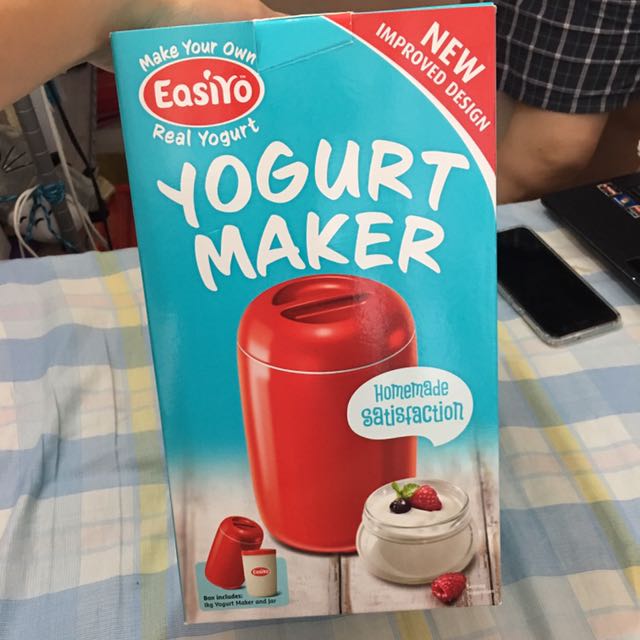 Make Your Own
EasiYo™
Real Yogurt
NEW
IMPROVED DESIGN
YOGURT
MAKER
Homemade
satisfaction
EasiYo
Box includes:
1kg Yogurt Maker and Jar